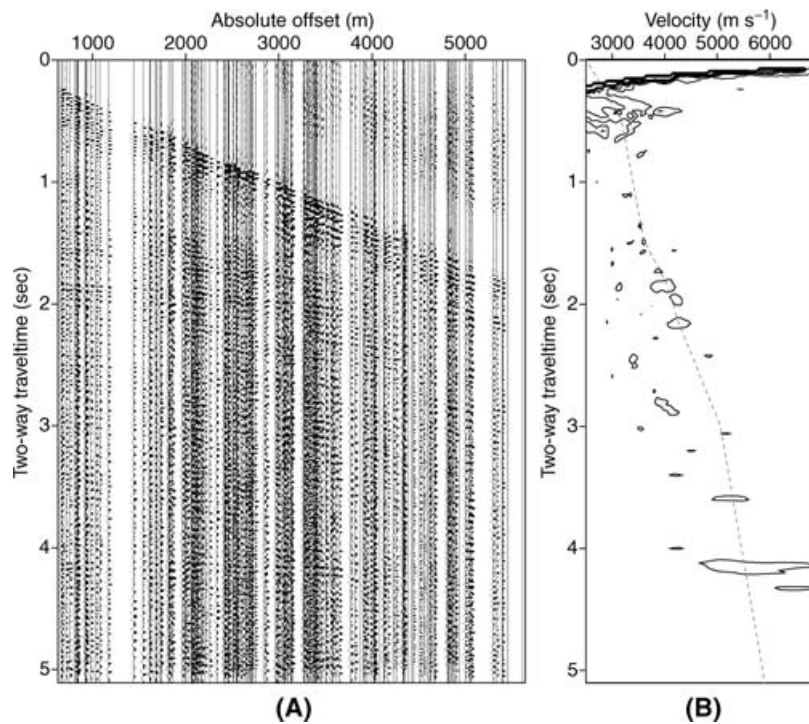 Absolute offset (m)
1000 2000 3000 4000 5000
0
1
2
3
4
5
Two-way traveltime (sec)
(A)
Velocity (m s⁻¹)
3000 4000 5000 6000
0
1
2
3
4
5
Two-way traveltime (sec)
(B)